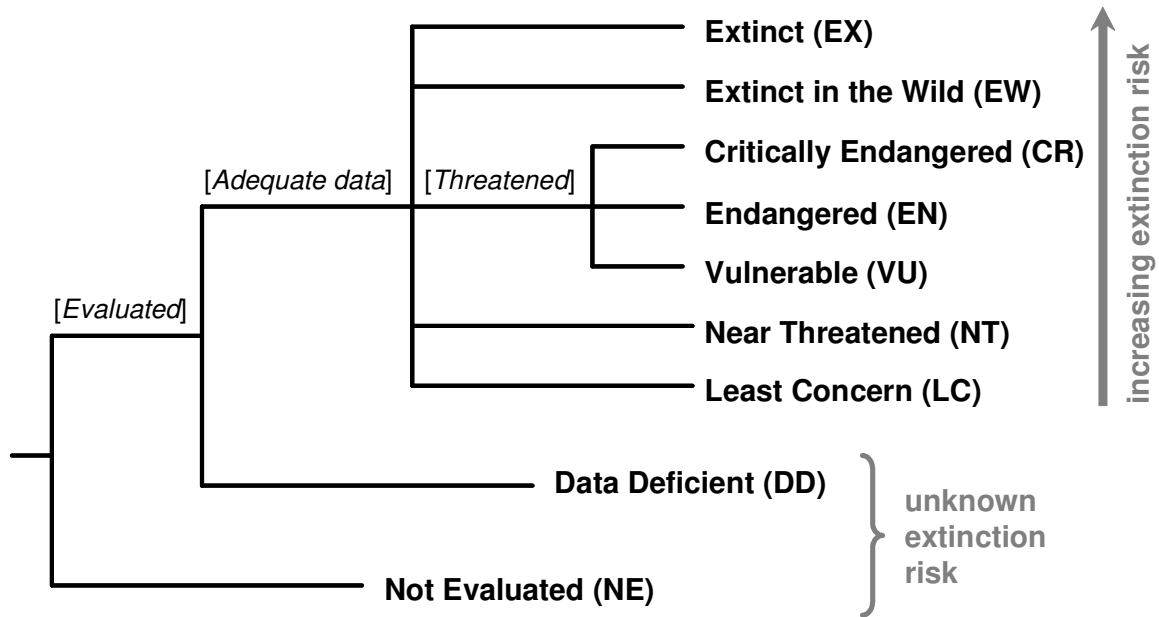 Extinct (EX)
Extinct in the Wild (EW)
Critically Endangered (CR)
[Adequate data]
[Threatened]
Endangered (EN)
Vulnerable (VU)
[Evaluated]
Near Threatened (NT)
Least Concern (LC)
increasing extinction risk
Data Deficient (DD)
unknown
extinction
risk
Not Evaluated (NE)